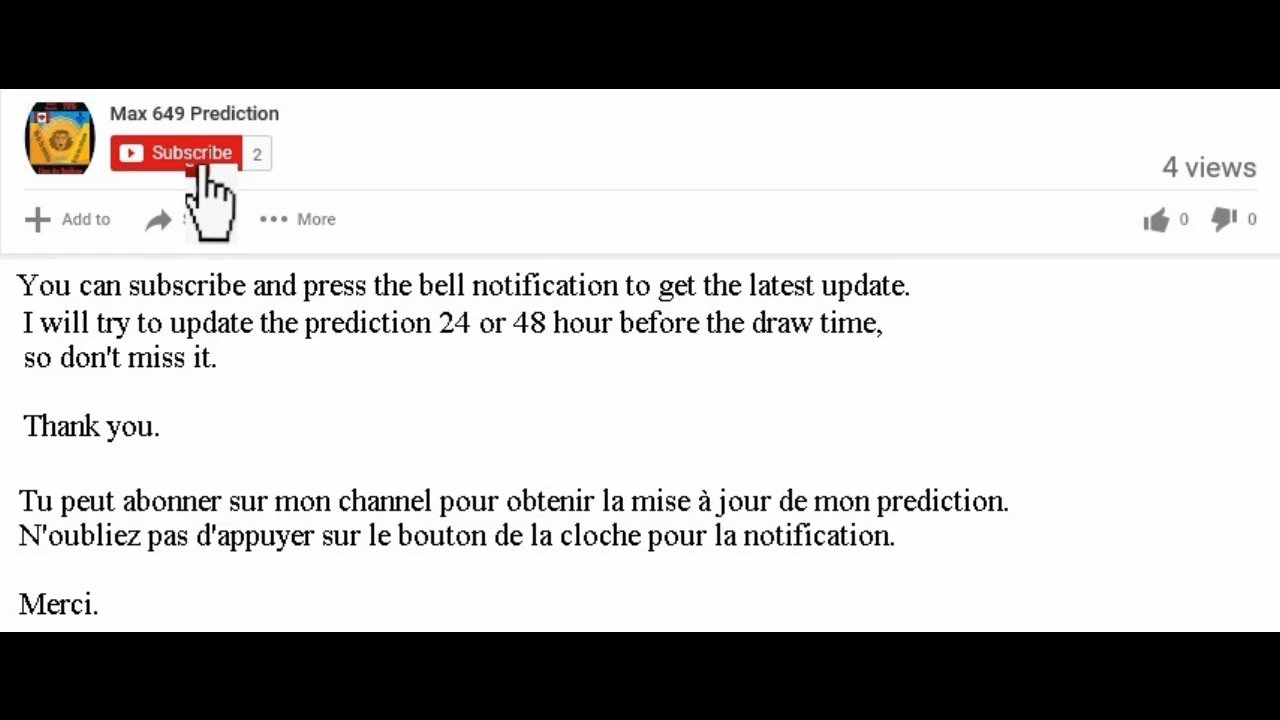 Max 649 Prediction
Subscribe 2
4 views
Add to
More
0 0
You can subscribe and press the bell notification to get the latest update.
I will try to update the prediction 24 or 48 hour before the draw time,
so don't miss it.
Thank you.
Tu peut abonner sur mon channel pour obtenir la mise à jour de mon prediction.
N'oubliez pas d'appuyer sur le bouton de la cloche pour la notification.
Merci.